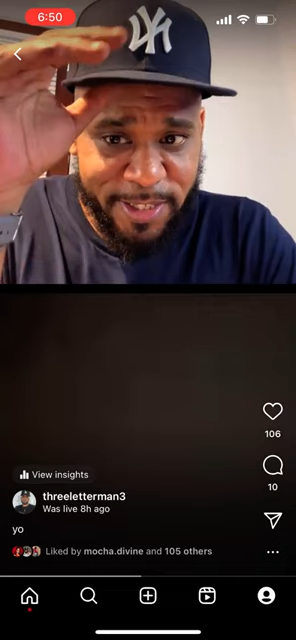 6:50
NY
106
10
View insights
threeletterman3
Was live 8h ago
yo
Liked by mocha.divine and 105 others